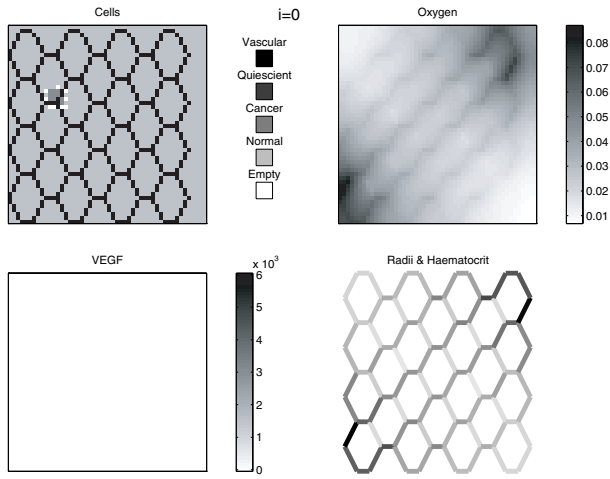 Cells
i=0
Oxygen
Vascular
Quiescient
Cancer
Normal
Empty
0.08
0.07
0.06
0.05
0.04
0.03
0.02
0.01
VEGF
x 10³
6
5
4
3
2
1
0
Radii & Haematocrit